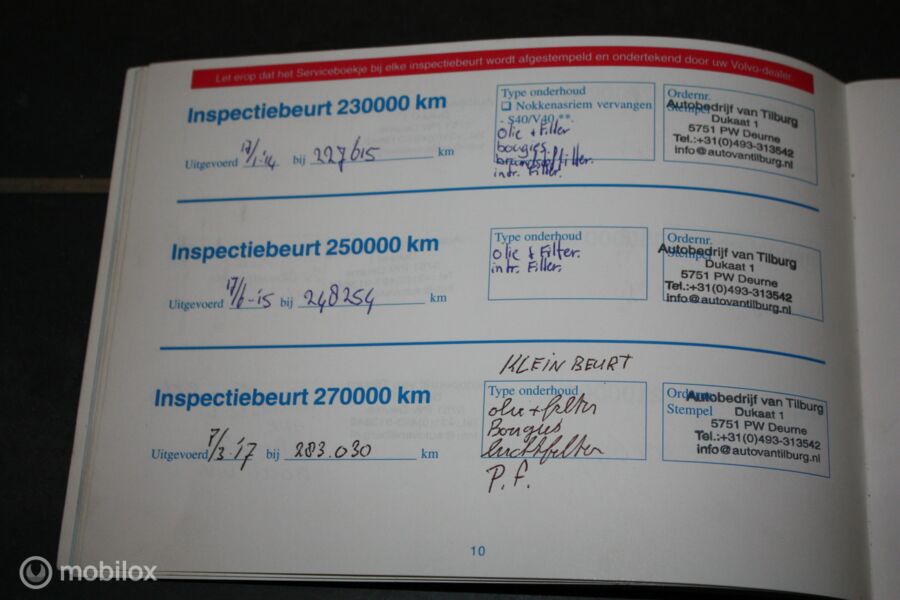 Let erop dat het Serviceboekje bij elke inspectiebeurt wordt afgestempeld en ondertekend door uw Volvo-dealer.
Inspectiebeurt 230000 km
Uitgevoerd 17/1-14 bij 227615 km
Type onderhoud
❑ Nokkenasriem vervangen
- S40/V40 **.
Olie + Filter
bougies.
brandstoffilter.
intr. Filter.
Ordernr.
Stempel
Autobedrijf van Tilburg
Dukaat 1
5751 PW Deurne
Tel.:+31(0)493-313542
info@autovantilburg.nl
Inspectiebeurt 250000 km
Uitgevoerd 17/6-15 bij 248254 km
Type onderhoud
Olie + Filter.
intr. Filter.
Ordernr.
Stempel
Autobedrijf van Tilburg
Dukaat 1
5751 PW Deurne
Tel.:+31(0)493-313542
info@autovantilburg.nl
Inspectiebeurt 270000 km
Uitgevoerd 7/3.'17 bij 283.030 km
KLEIN BEURT
Type onderhoud
olie + filter
Bougies
luchtfilter
P.F.
Ordernr.
Stempel
Autobedrijf van Tilburg
Dukaat 1
5751 PW Deurne
Tel.:+31(0)493-313542
info@autovantilburg.nl
10
mobilox